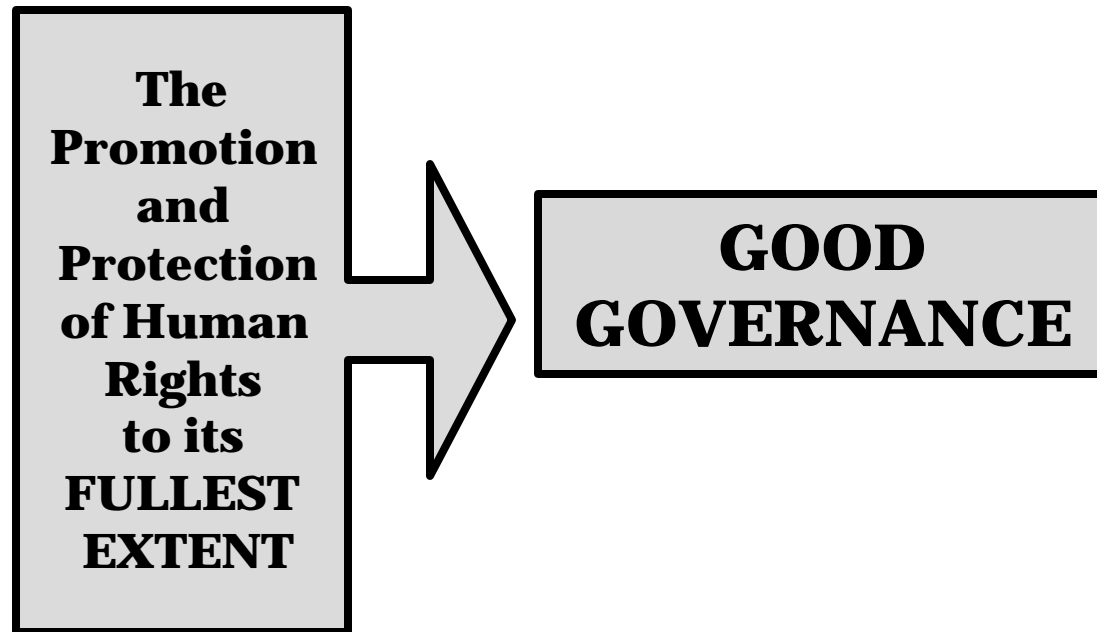 The
Promotion
and
Protection
of Human
Rights
to its
FULLEST
EXTENT
GOOD
GOVERNANCE